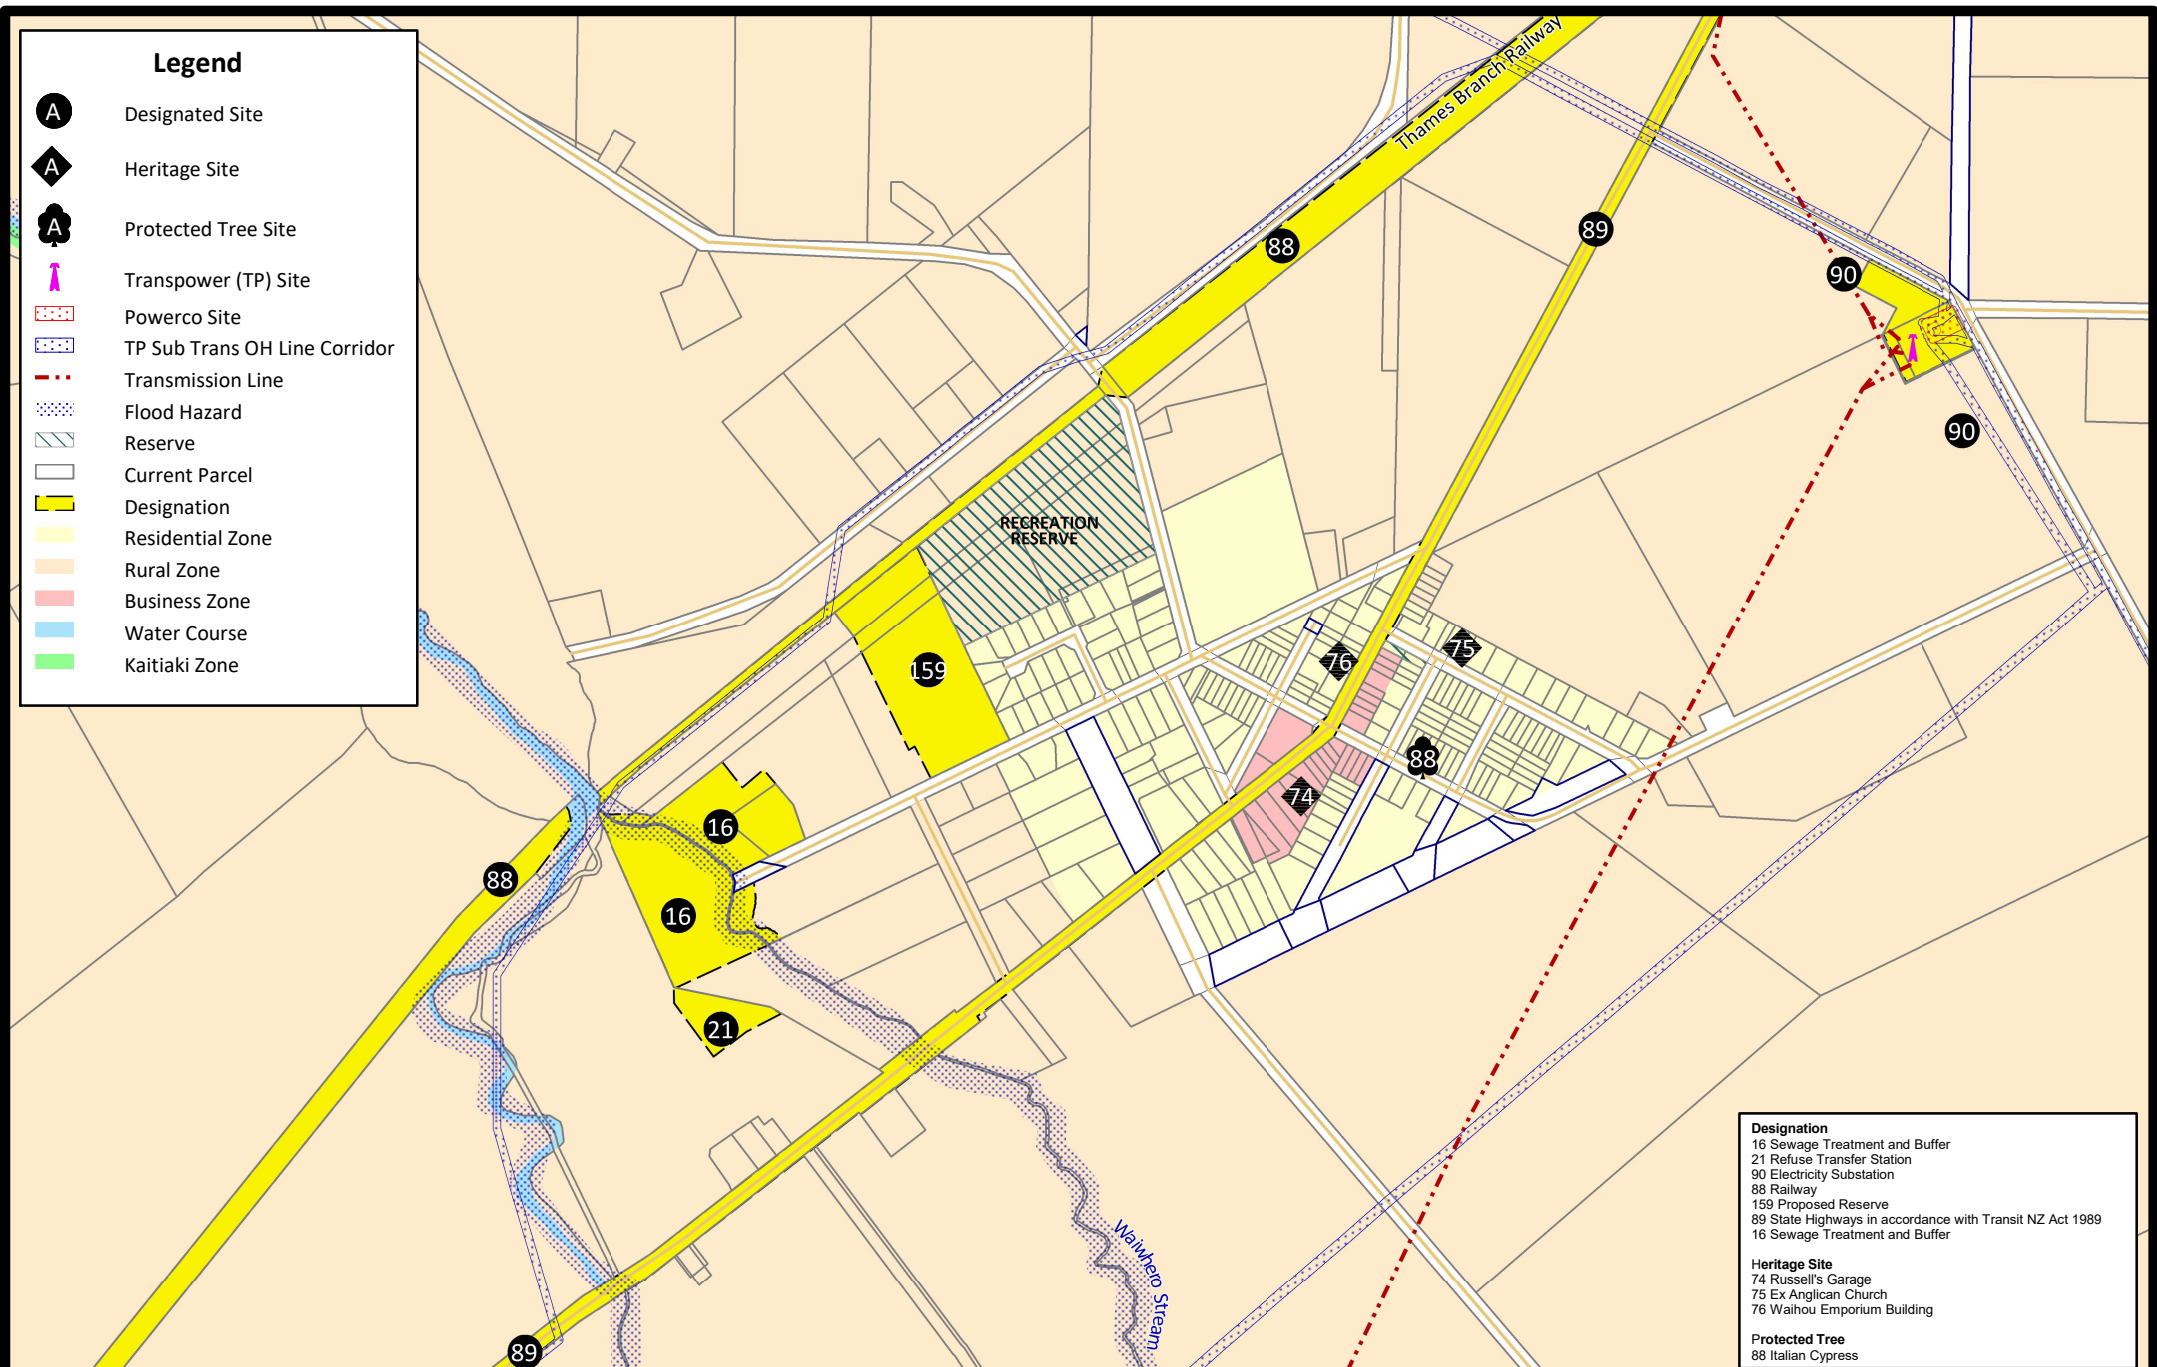 Legend
A Designated Site
A Heritage Site
A Protected Tree Site
Transpower (TP) Site
Powerco Site
TP Sub Trans OH Line Corridor
Transmission Line
Flood Hazard
Reserve
Current Parcel
Designation
Residential Zone
Rural Zone
Business Zone
Water Course
Kaitiaki Zone
Thames Branch Railway
88
89
90
90
RECREATION
RESERVE
159
76
75
88
74
16
88
16
21
Waiwhero Stream
89
Designation
16 Sewage Treatment and Buffer
21 Refuse Transfer Station
90 Electricity Substation
88 Railway
159 Proposed Reserve
89 State Highways in accordance with Transit NZ Act 1989
16 Sewage Treatment and Buffer
Heritage Site
74 Russell's Garage
75 Ex Anglican Church
76 Waihou Emporium Building
Protected Tree
88 Italian Cypress